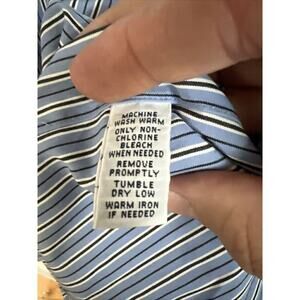 MACHINE
WASH WARM
ONLY NON-
CHLORINE
BLEACH
WHEN NEEDED
REMOVE
PROMPTLY
TUMBLE
DRY LOW
WARM IRON
IF NEEDED